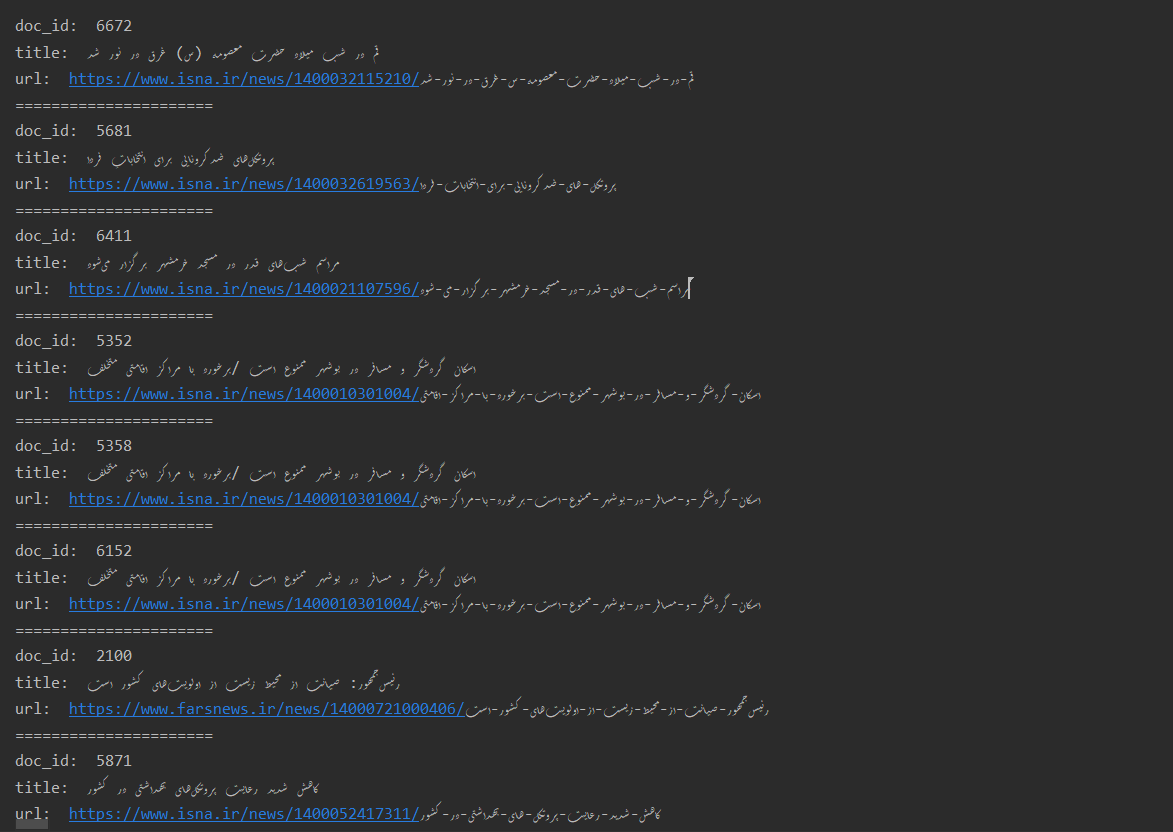 doc_id:  6672
title:  قم در شب میلاد حضرت معصومه (س) غرق در نور شد
url:  https://www.isna.ir/news/1400032115210/قم-در-شب-میلاد-حضرت-معصومه-س-غرق-در-نور-شد
======================
doc_id:  5681
title:  پروتکل‌های ضدکرونایی برای انتخابات فردا
url:  https://www.isna.ir/news/1400032619563/پروتکل-های-ضدکرونایی-برای-انتخابات-فردا
======================
doc_id:  6411
title:  مراسم شب‌های قدر در مسجد خرمشهر برگزار می‌شود
url:  https://www.isna.ir/news/1400021107596/مراسم-شب-های-قدر-در-مسجد-خرمشهر-برگزار-می-شود
======================
doc_id:  5352
title:  اسکان گردشگر و مسافر در بوشهر ممنوع است /برخورد با مراکز اقامتی متخلف
url:  https://www.isna.ir/news/1400010301004/اسکان-گردشگر-و-مسافر-در-بوشهر-ممنوع-است-برخورد-با-مراکز-اقامتی
======================
doc_id:  5358
title:  اسکان گردشگر و مسافر در بوشهر ممنوع است /برخورد با مراکز اقامتی متخلف
url:  https://www.isna.ir/news/1400010301004/اسکان-گردشگر-و-مسافر-در-بوشهر-ممنوع-است-برخورد-با-مراکز-اقامتی
======================
doc_id:  6152
title:  اسکان گردشگر و مسافر در بوشهر ممنوع است /برخورد با مراکز اقامتی متخلف
url:  https://www.isna.ir/news/1400010301004/اسکان-گردشگر-و-مسافر-در-بوشهر-ممنوع-است-برخورد-با-مراکز-اقامتی
======================
doc_id:  2100
title:  رئیس‌جمهور: صیانت از محیط زیست از اولویت‌های کشور است
url:  https://www.farsnews.ir/news/14000721000406/رئیس‌جمهور-صیانت-از-محیط-زیست-از-اولویت‌های-کشور-است
======================
doc_id:  5871
title:  کاهش شدید رعایت پروتکل‌های بهداشتی در کشور
url:  https://www.isna.ir/news/1400052417311/کاهش-شدید-رعایت-پروتکل-های-بهداشتی-در-کشور